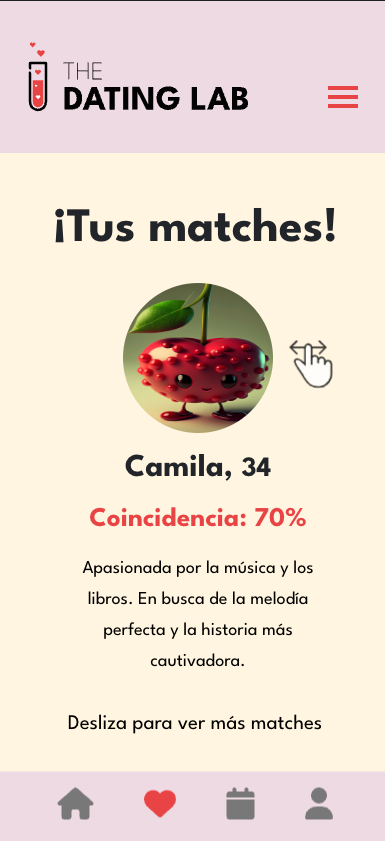 THE
DATING LAB
¡Tus matches!
Camila, 34
Coincidencia: 70%
Apasionada por la música y los
libros. En busca de la melodía
perfecta y la historia más
cautivadora.
Desliza para ver más matches